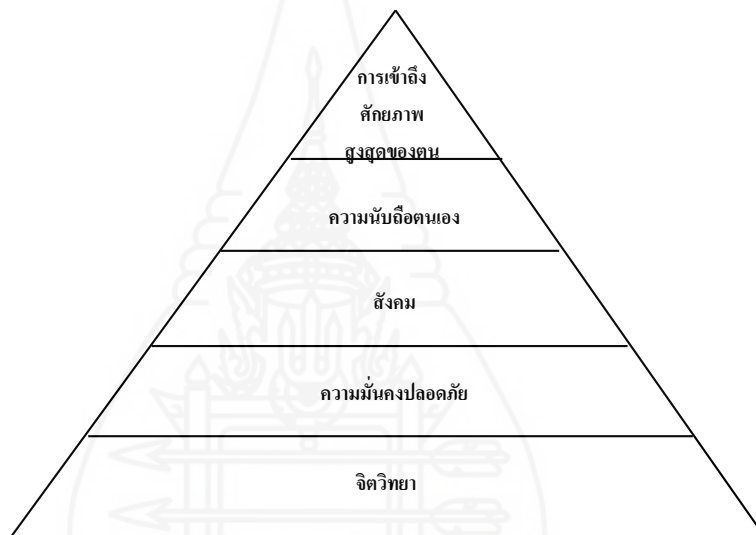 การเข้าถึง
ศักยภาพ
สูงสุดของตน
ความนับถือตนเอง
สังคม
ความมั่นคงปลอดภัย
จิตวิทยา